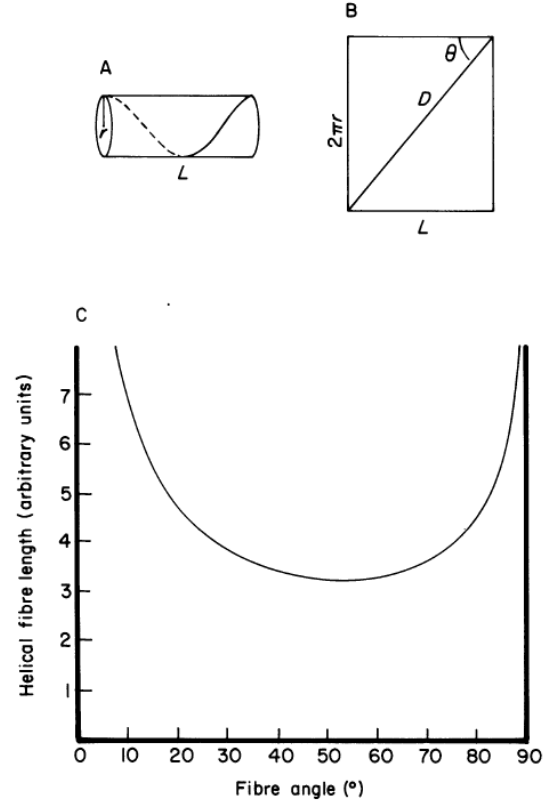 A
r
L
B
θ
D
2πr
L
C
Helical fibre length (arbitrary units)
7
6
5
4
3
2
1
0 10 20 30 40 50 60 70 80 90
Fibre angle (°)